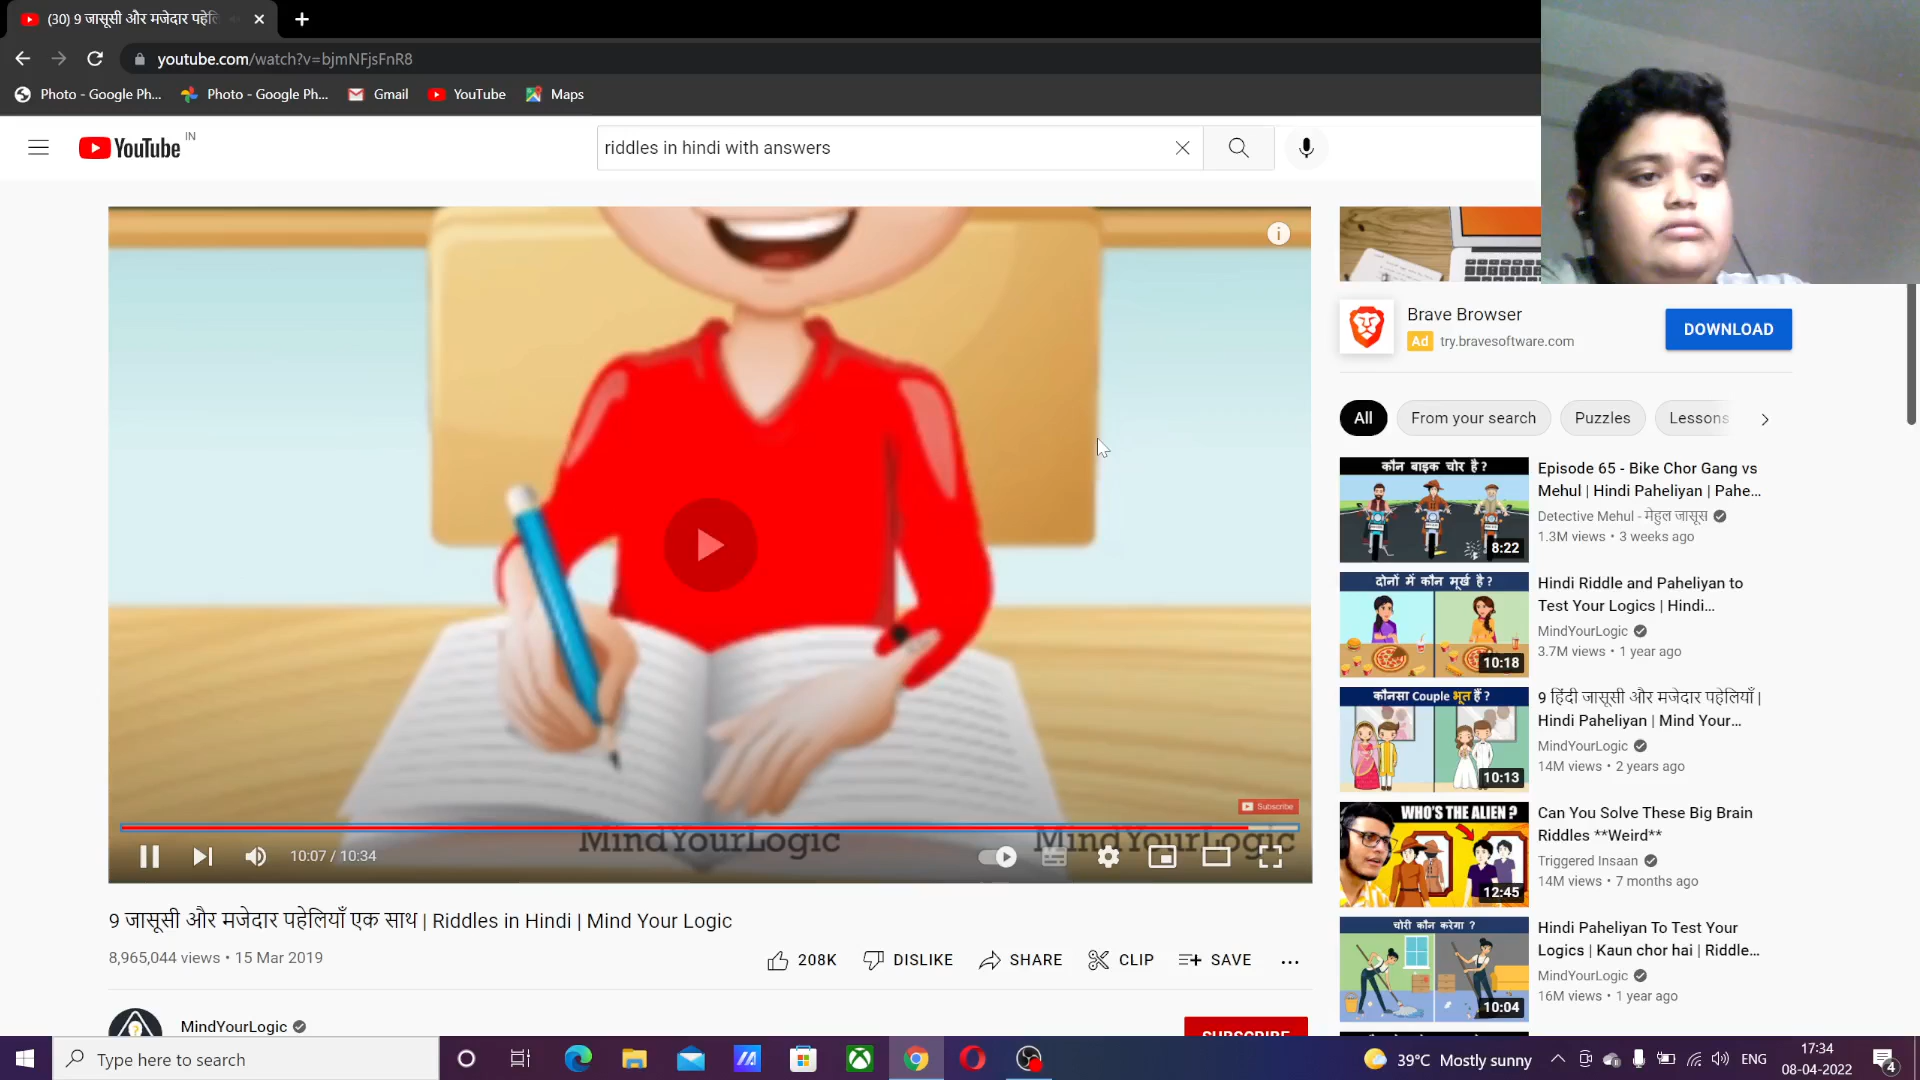 (30) 9 जासूसी और मजेदार पहेलि
youtube.com/watch?v=bjmNFjsFnR8
Photo - Google Ph...
Photo - Google Ph...
Gmail
YouTube
Maps
YouTube IN
riddles in hindi with answers
Subscribe
MindYourLogic
MindYourLogic
10:07 / 10:34
9 जासूसी और मजेदार पहेलियाँ एक साथ | Riddles in Hindi | Mind Your Logic
8,965,044 views • 15 Mar 2019
208K
DISLIKE
SHARE
CLIP
SAVE
MindYourLogic
SUBSCRIBE
Brave Browser
Ad try.bravesoftware.com
DOWNLOAD
All
From your search
Puzzles
Lessons
कौन बाइक चोर है?
8:22
Episode 65 - Bike Chor Gang vs
Mehul | Hindi Paheliyan | Pahe...
Detective Mehul - मेहुल जासूस
1.3M views • 3 weeks ago
दोनों में कौन मूर्ख है?
10:18
Hindi Riddle and Paheliyan to
Test Your Logics | Hindi...
MindYourLogic
3.7M views • 1 year ago
कौनसा Couple भूत हैं ?
10:13
9 हिंदी जासूसी और मजेदार पहेलियाँ |
Hindi Paheliyan | Mind Your...
MindYourLogic
14M views • 2 years ago
WHO'S THE ALIEN ?
12:45
Can You Solve These Big Brain
Riddles **Weird**
Triggered Insaan
14M views • 7 months ago
चोरी कौन करेगा ?
10:04
Hindi Paheliyan To Test Your
Logics | Kaun chor hai | Riddle...
MindYourLogic
16M views • 1 year ago
Type here to search
39°C Mostly sunny
ENG
17:34
08-04-2022
4